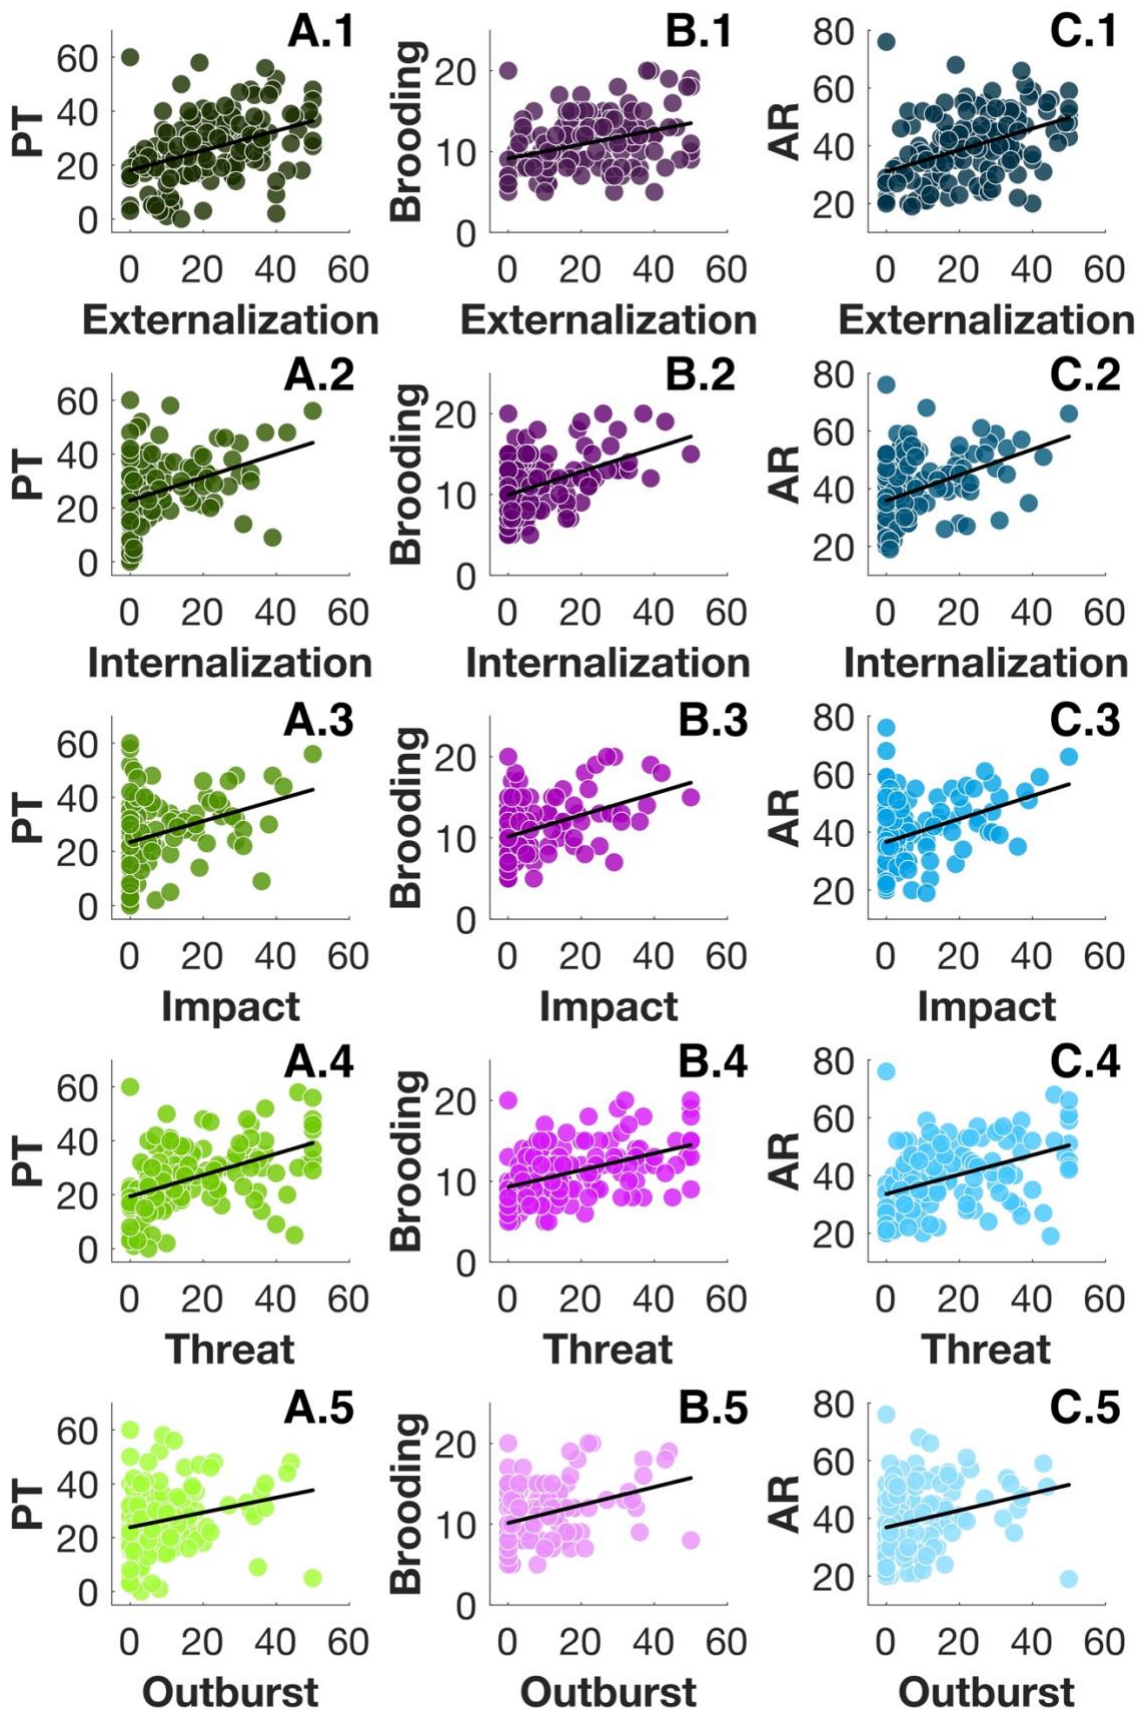 A.1 B.1 C.1
60 20 80
PT Brooding AR
40 60
10 40
20
0 0 20
0 20 40 60 0 20 40 60 0 20 40 60
Externalization Externalization Externalization
A.2 B.2 C.2
60 20 80
PT Brooding AR
40 60
10 40
20
0 0 20
0 20 40 60 0 20 40 60 0 20 40 60
Internalization Internalization Internalization
A.3 B.3 C.3
60 20 80
PT Brooding AR
40 60
10 40
20
0 0 20
0 20 40 60 0 20 40 60 0 20 40 60
Impact Impact Impact
A.4 B.4 C.4
60 20 80
PT Brooding AR
40 60
10 40
20
0 0 20
0 20 40 60 0 20 40 60 0 20 40 60
Threat Threat Threat
A.5 B.5 C.5
60 20 80
PT Brooding AR
40 60
10 40
20
0 0 20
0 20 40 60 0 20 40 60 0 20 40 60
Outburst Outburst Outburst